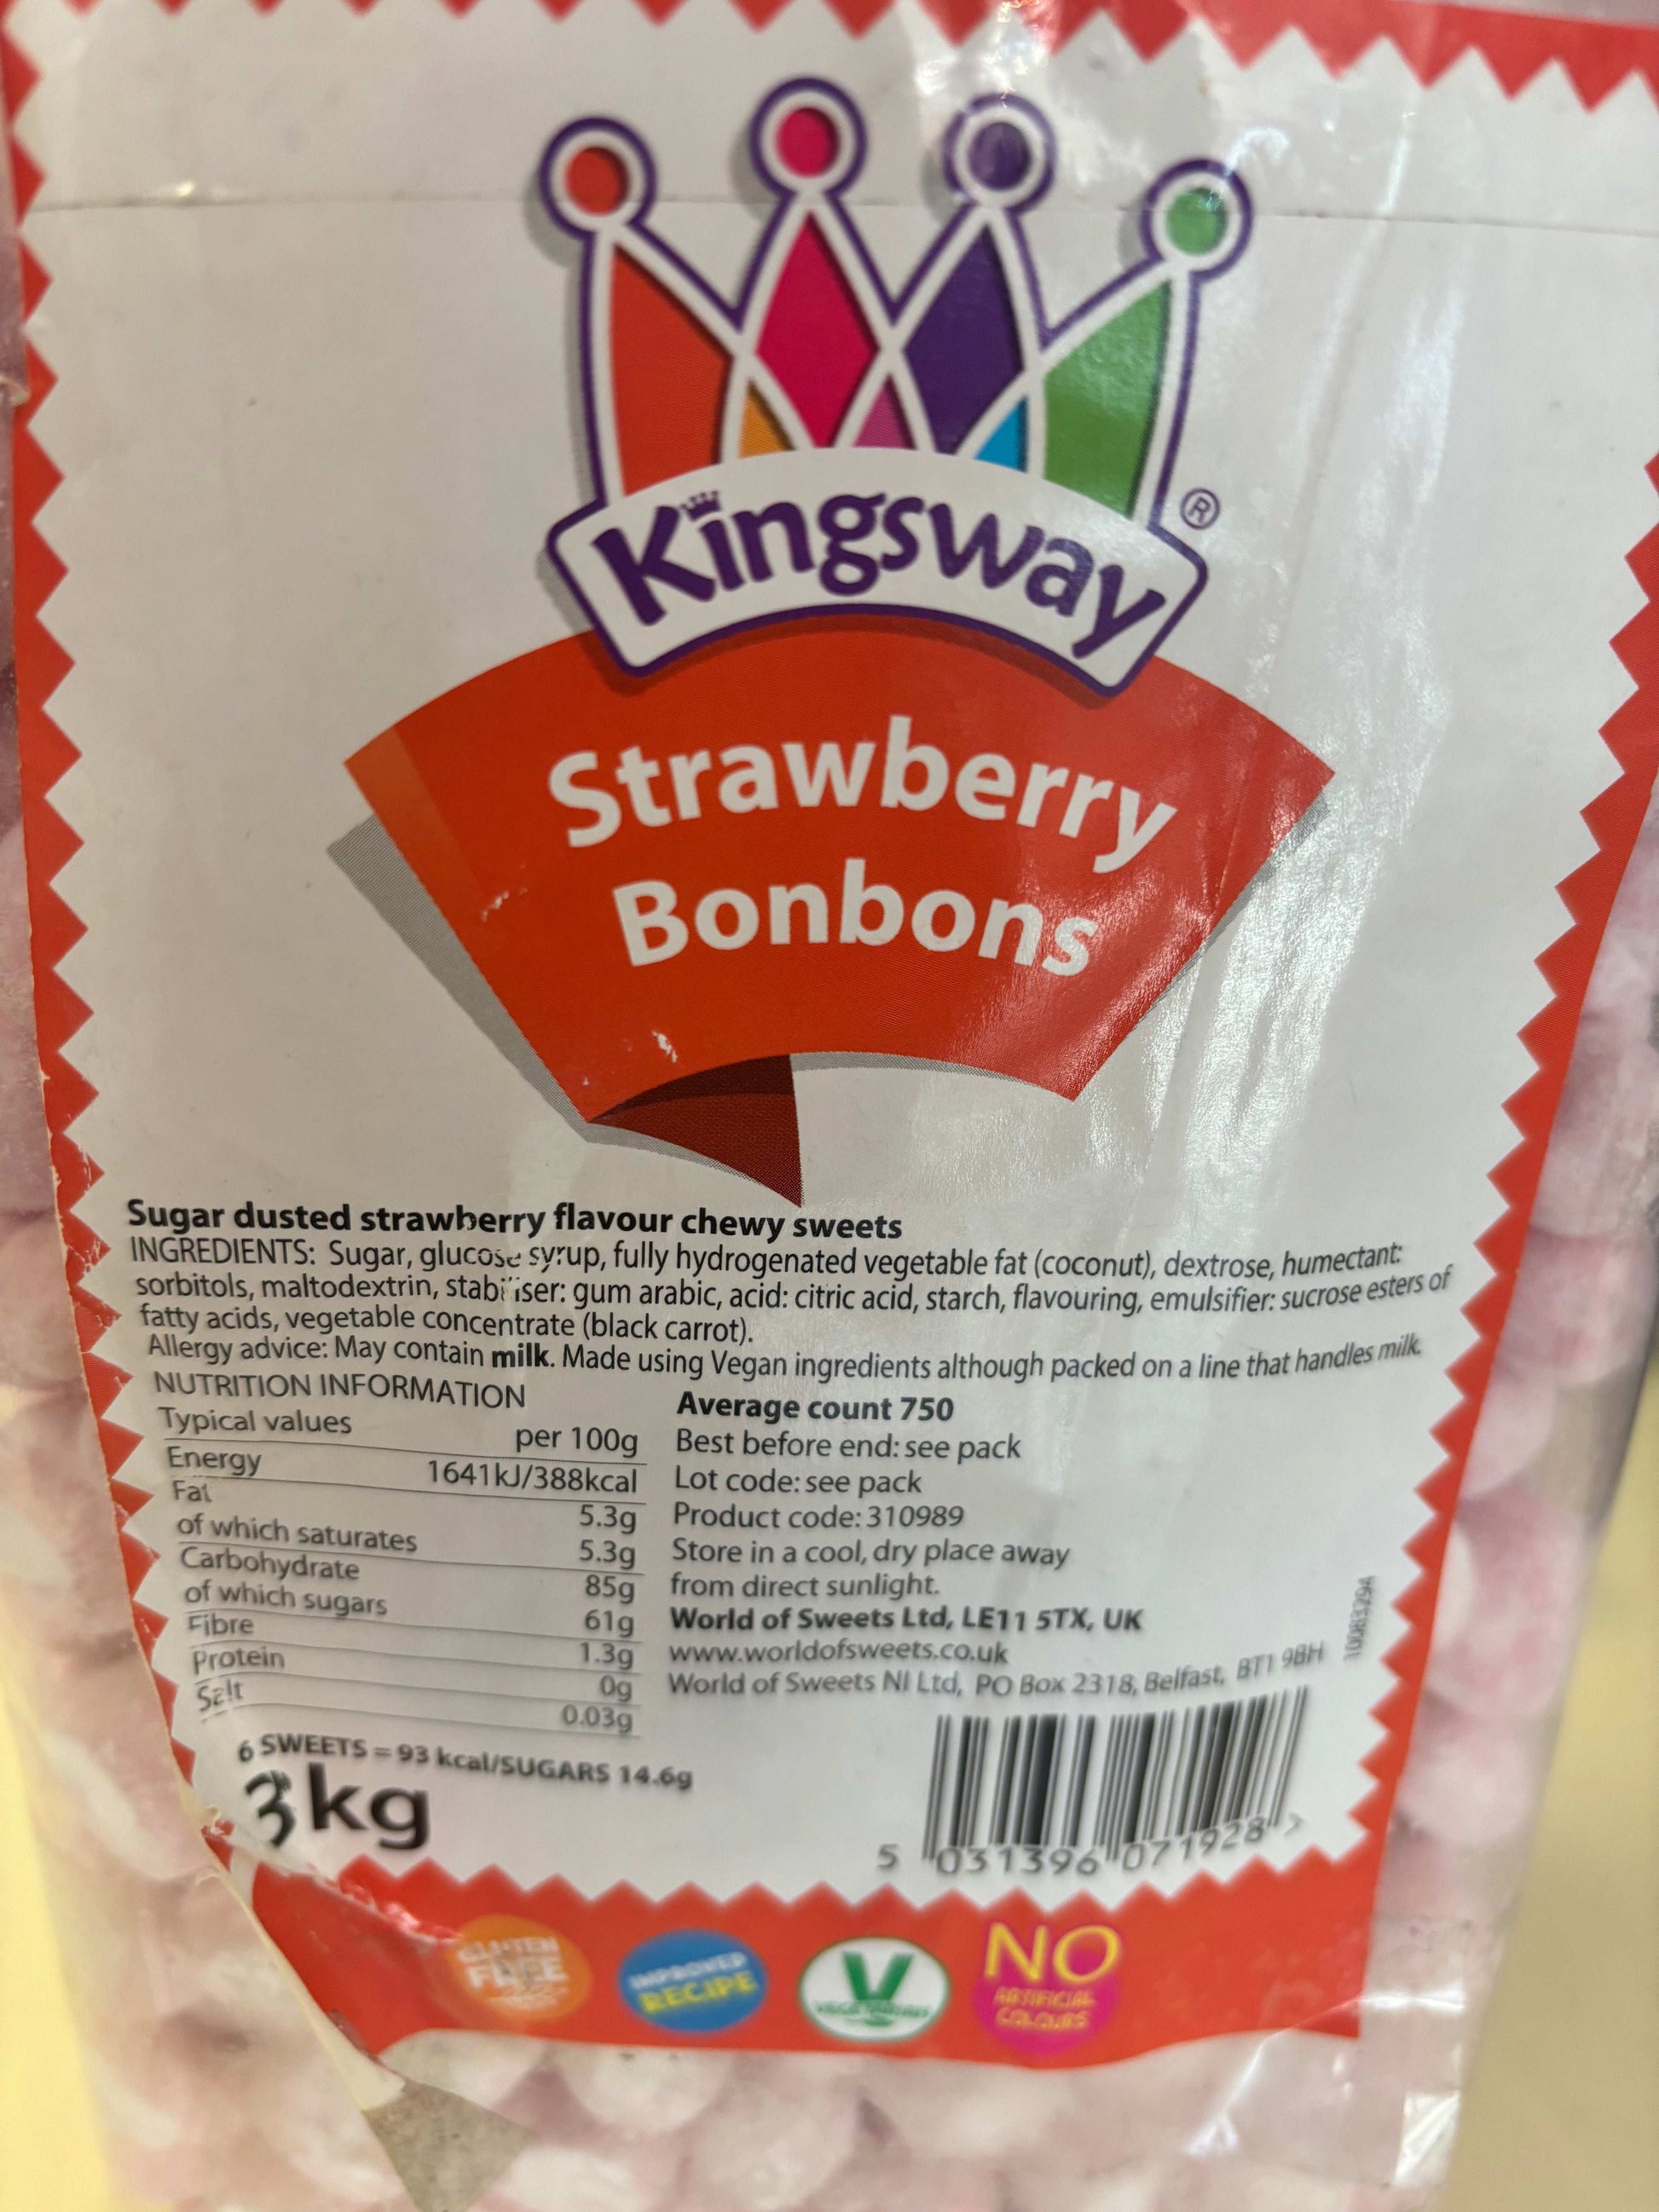 Kingsway
®
Strawberry
Bonbons
Sugar dusted strawberry flavour chewy sweets
INGREDIENTS: Sugar, glucose syrup, fully hydrogenated vegetable fat (coconut), dextrose, humectant:
sorbitols, maltodextrin, stabiliser: gum arabic, acid: citric acid, starch, flavouring, emulsifier: sucrose esters of
fatty acids, vegetable concentrate (black carrot).
Allergy advice: May contain milk. Made using Vegan ingredients although packed on a line that handles milk.
NUTRITION INFORMATION
Typical values per 100g
Energy 1641kJ/388kcal
Fat 5.3g
of which saturates 5.3g
Carbohydrate 85g
of which sugars 61g
Fibre 1.3g
Protein 0g
Salt 0.03g
6 SWEETS = 93 kcal/SUGARS 14.6g
3kg
Average count 750
Best before end: see pack
Lot code: see pack
Product code: 310989
Store in a cool, dry place away
from direct sunlight.
World of Sweets Ltd, LE11 5TX, UK
www.worldofsweets.co.uk
World of Sweets NI Ltd, PO Box 2318, Belfast, BT1 9BH
5 031396 071928 >
GLUTEN
FREE
IMPROVED
RECIPE
V
VEGETARIAN
NO
ARTIFICIAL
COLOURS